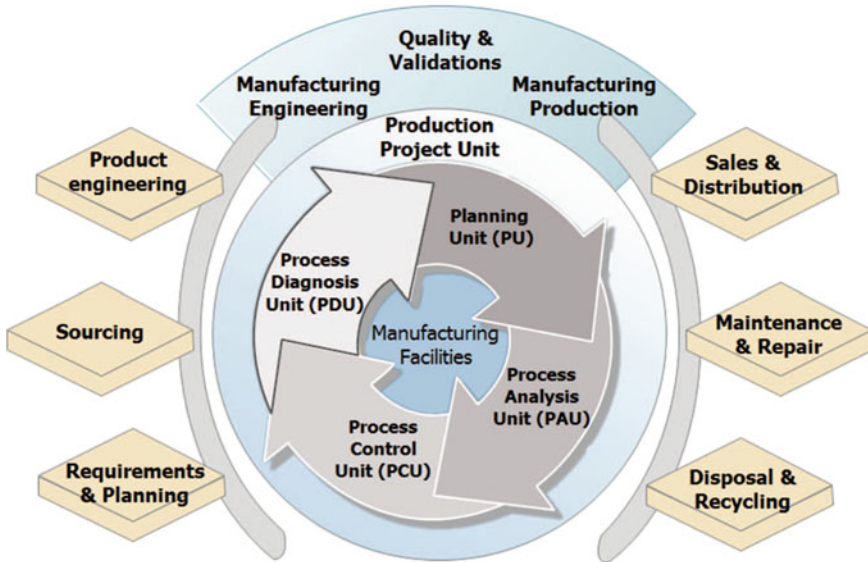 Quality &
Validations
Manufacturing
Engineering
Manufacturing
Production
Production
Project Unit
Product
engineering
Sourcing
Requirements
& Planning
Planning
Unit (PU)
Process
Diagnosis
Unit (PDU)
Manufacturing
Facilities
Process
Analysis
Unit (PAU)
Process
Control
Unit (PCU)
Sales &
Distribution
Maintenance
& Repair
Disposal &
Recycling